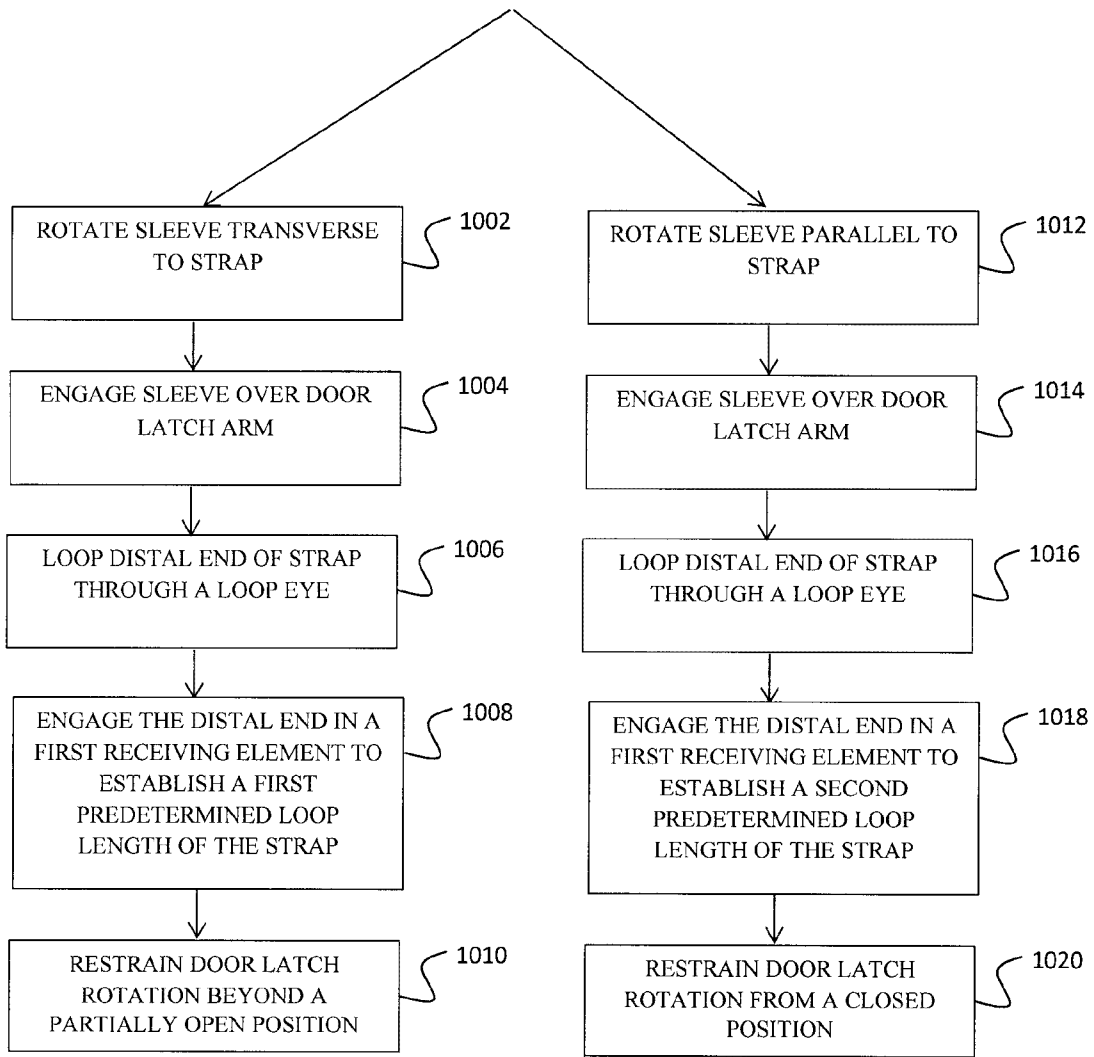 ROTATE SLEEVE TRANSVERSE
TO STRAP
1002
ENGAGE SLEEVE OVER DOOR
LATCH ARM
1004
LOOP DISTAL END OF STRAP
THROUGH A LOOP EYE
1006
ENGAGE THE DISTAL END IN A
FIRST RECEIVING ELEMENT TO
ESTABLISH A FIRST
PREDETERMINED LOOP
LENGTH OF THE STRAP
1008
RESTRAIN DOOR LATCH
ROTATION BEYOND A
PARTIALLY OPEN POSITION
1010
ROTATE SLEEVE PARALLEL TO
STRAP
1012
ENGAGE SLEEVE OVER DOOR
LATCH ARM
1014
LOOP DISTAL END OF STRAP
THROUGH A LOOP EYE
1016
ENGAGE THE DISTAL END IN A
FIRST RECEIVING ELEMENT TO
ESTABLISH A SECOND
PREDETERMINED LOOP
LENGTH OF THE STRAP
1018
RESTRAIN DOOR LATCH
ROTATION FROM A CLOSED
POSITION
1020